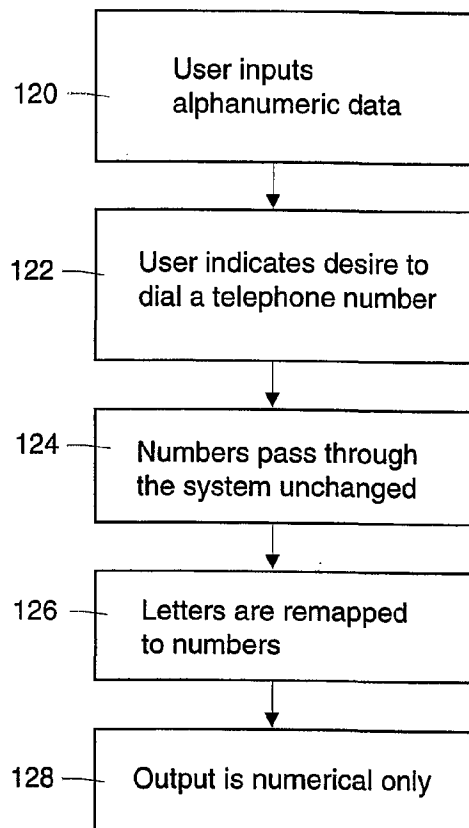 120
User inputs
alphanumeric data
122
User indicates desire to
dial a telephone number
124
Numbers pass through
the system unchanged
126
Letters are remapped
to numbers
128
Output is numerical only